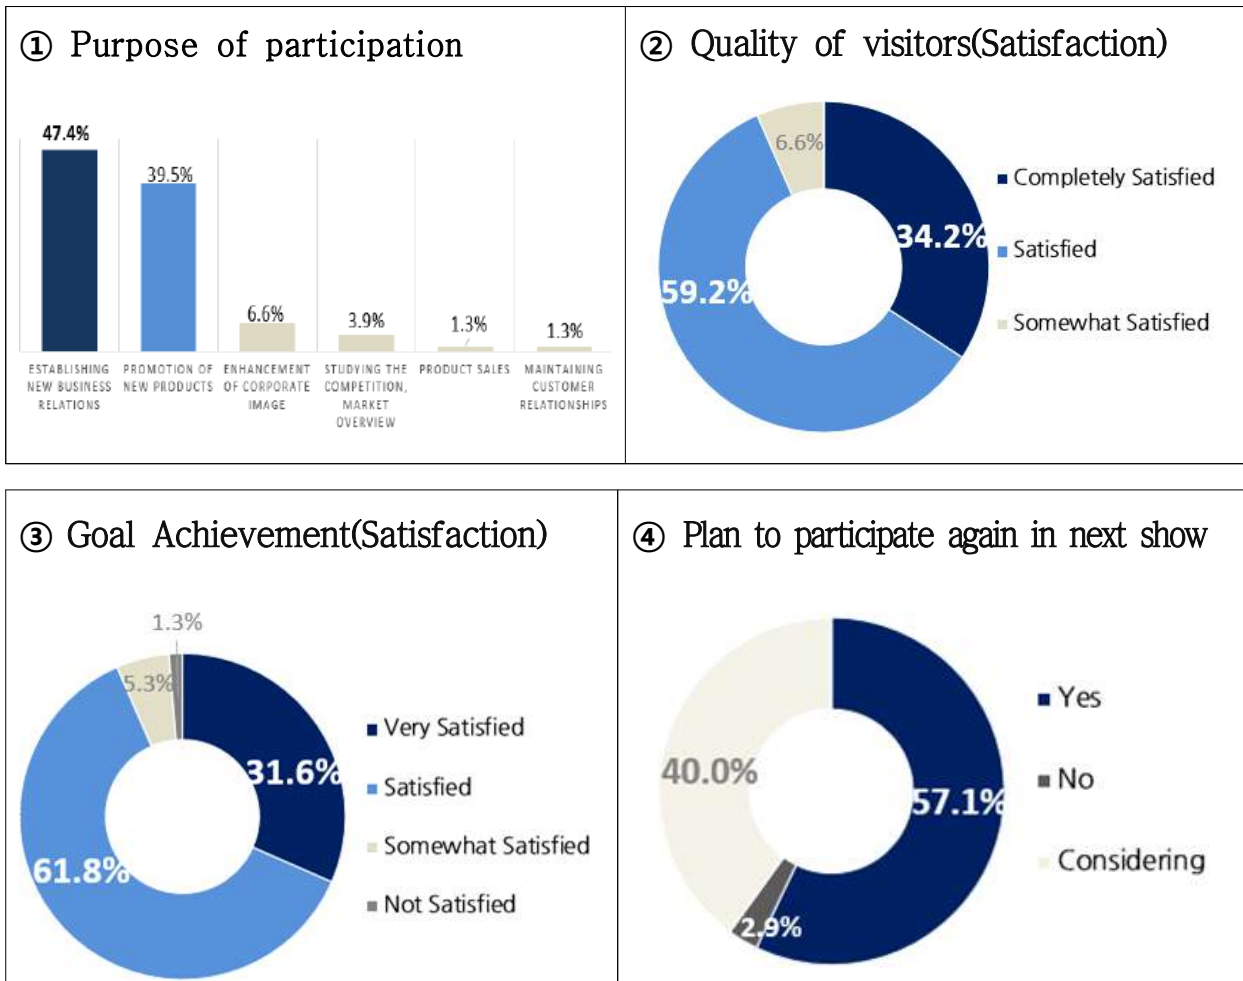 ① Purpose of participation
47.4%
39.5%
6.6%
3.9%
1.3%
1.3%
ESTABLISHING NEW BUSINESS RELATIONS
PROMOTION OF NEW PRODUCTS
ENHANCEMENT OF CORPORATE IMAGE
STUDYING THE COMPETITION, MARKET OVERVIEW
PRODUCT SALES
MAINTAINING CUSTOMER RELATIONSHIPS
② Quality of visitors(Satisfaction)
6.6%
34.2%
59.2%
Completely Satisfied
Satisfied
Somewhat Satisfied
③ Goal Achievement(Satisfaction)
1.3%
5.3%
31.6%
61.8%
Very Satisfied
Satisfied
Somewhat Satisfied
Not Satisfied
④ Plan to participate again in next show
40.0%
57.1%
2.9%
Yes
No
Considering